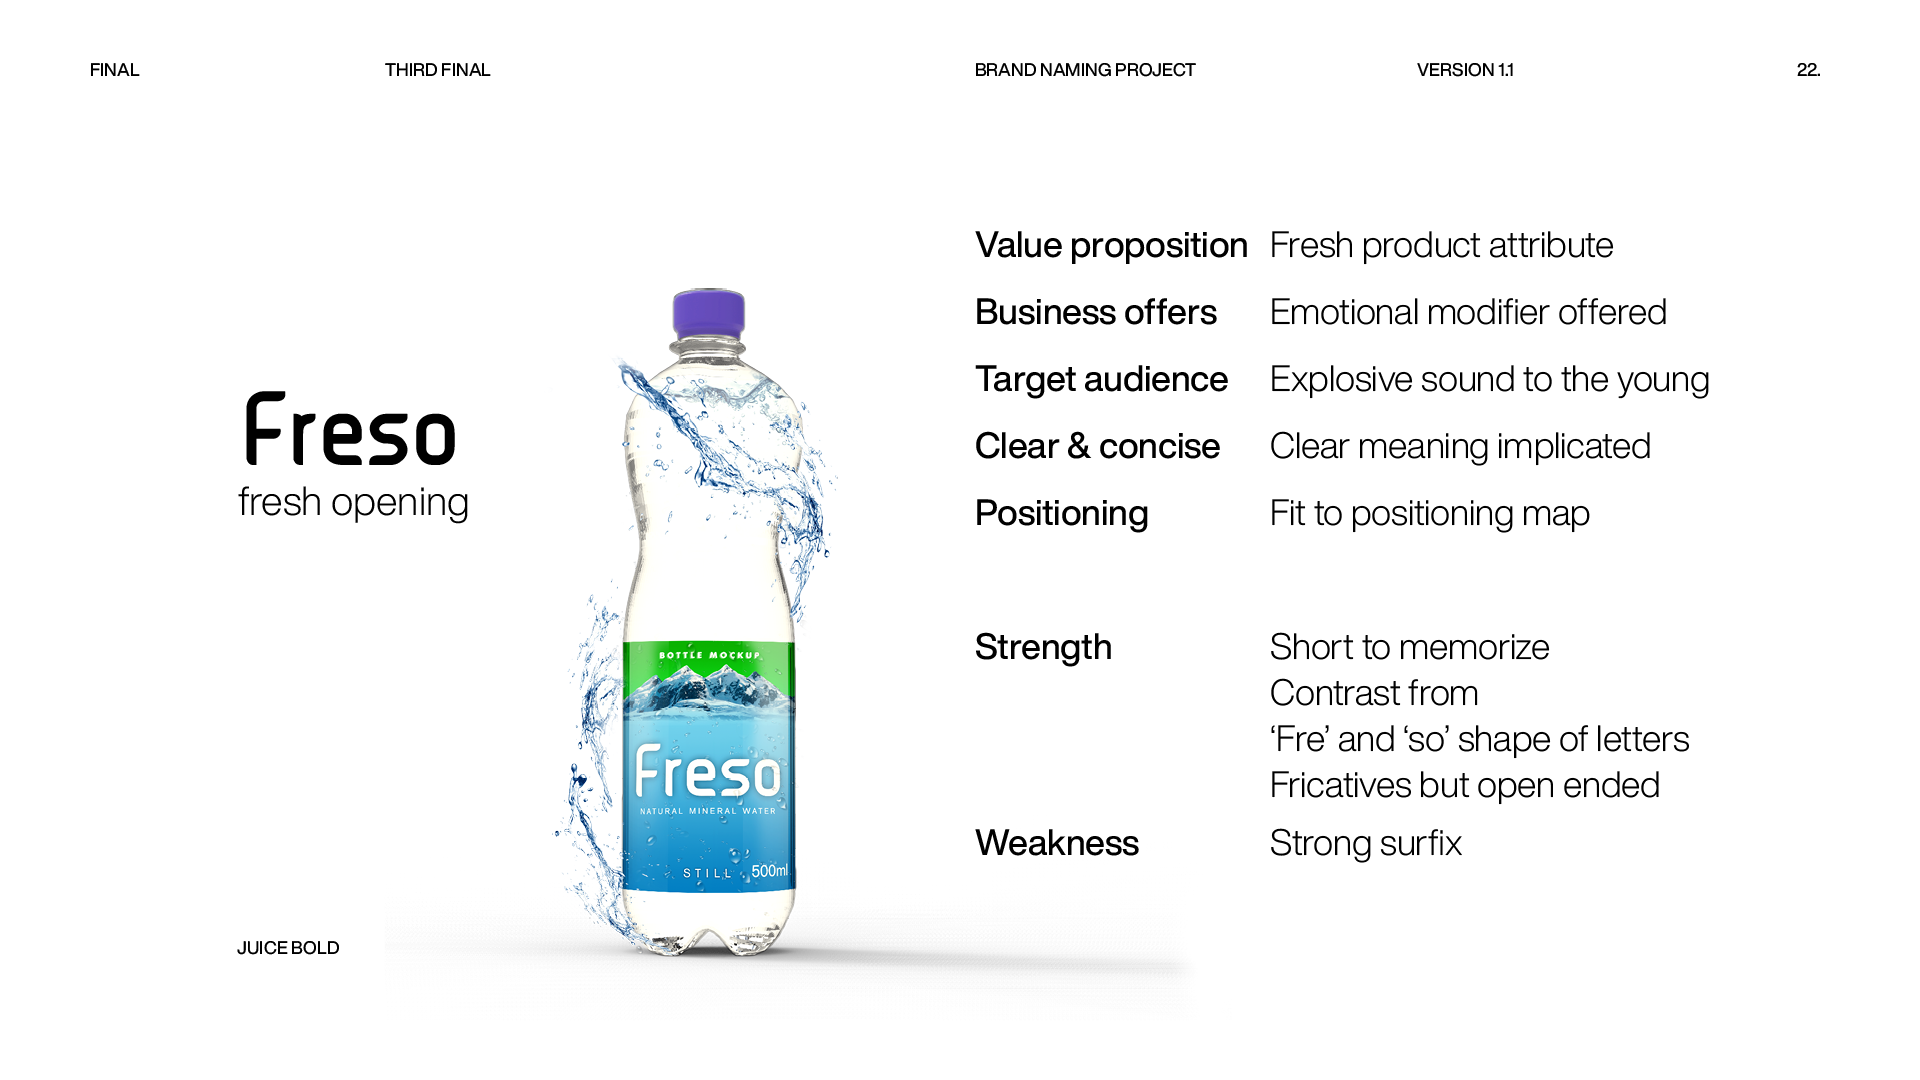 FINAL
THIRD FINAL
BRAND NAMING PROJECT
VERSION 1.1
22.
Freso
fresh opening
JUICE BOLD
BOTTLE MOCKUP
Freso
NATURAL MINERAL WATER
STILL 500ml
Value proposition Fresh product attribute
Business offers Emotional modifier offered
Target audience Explosive sound to the young
Clear & concise Clear meaning implicated
Positioning Fit to positioning map
Strength Short to memorize
Contrast from
‘Fre’ and ‘so’ shape of letters
Fricatives but open ended
Weakness Strong surfix